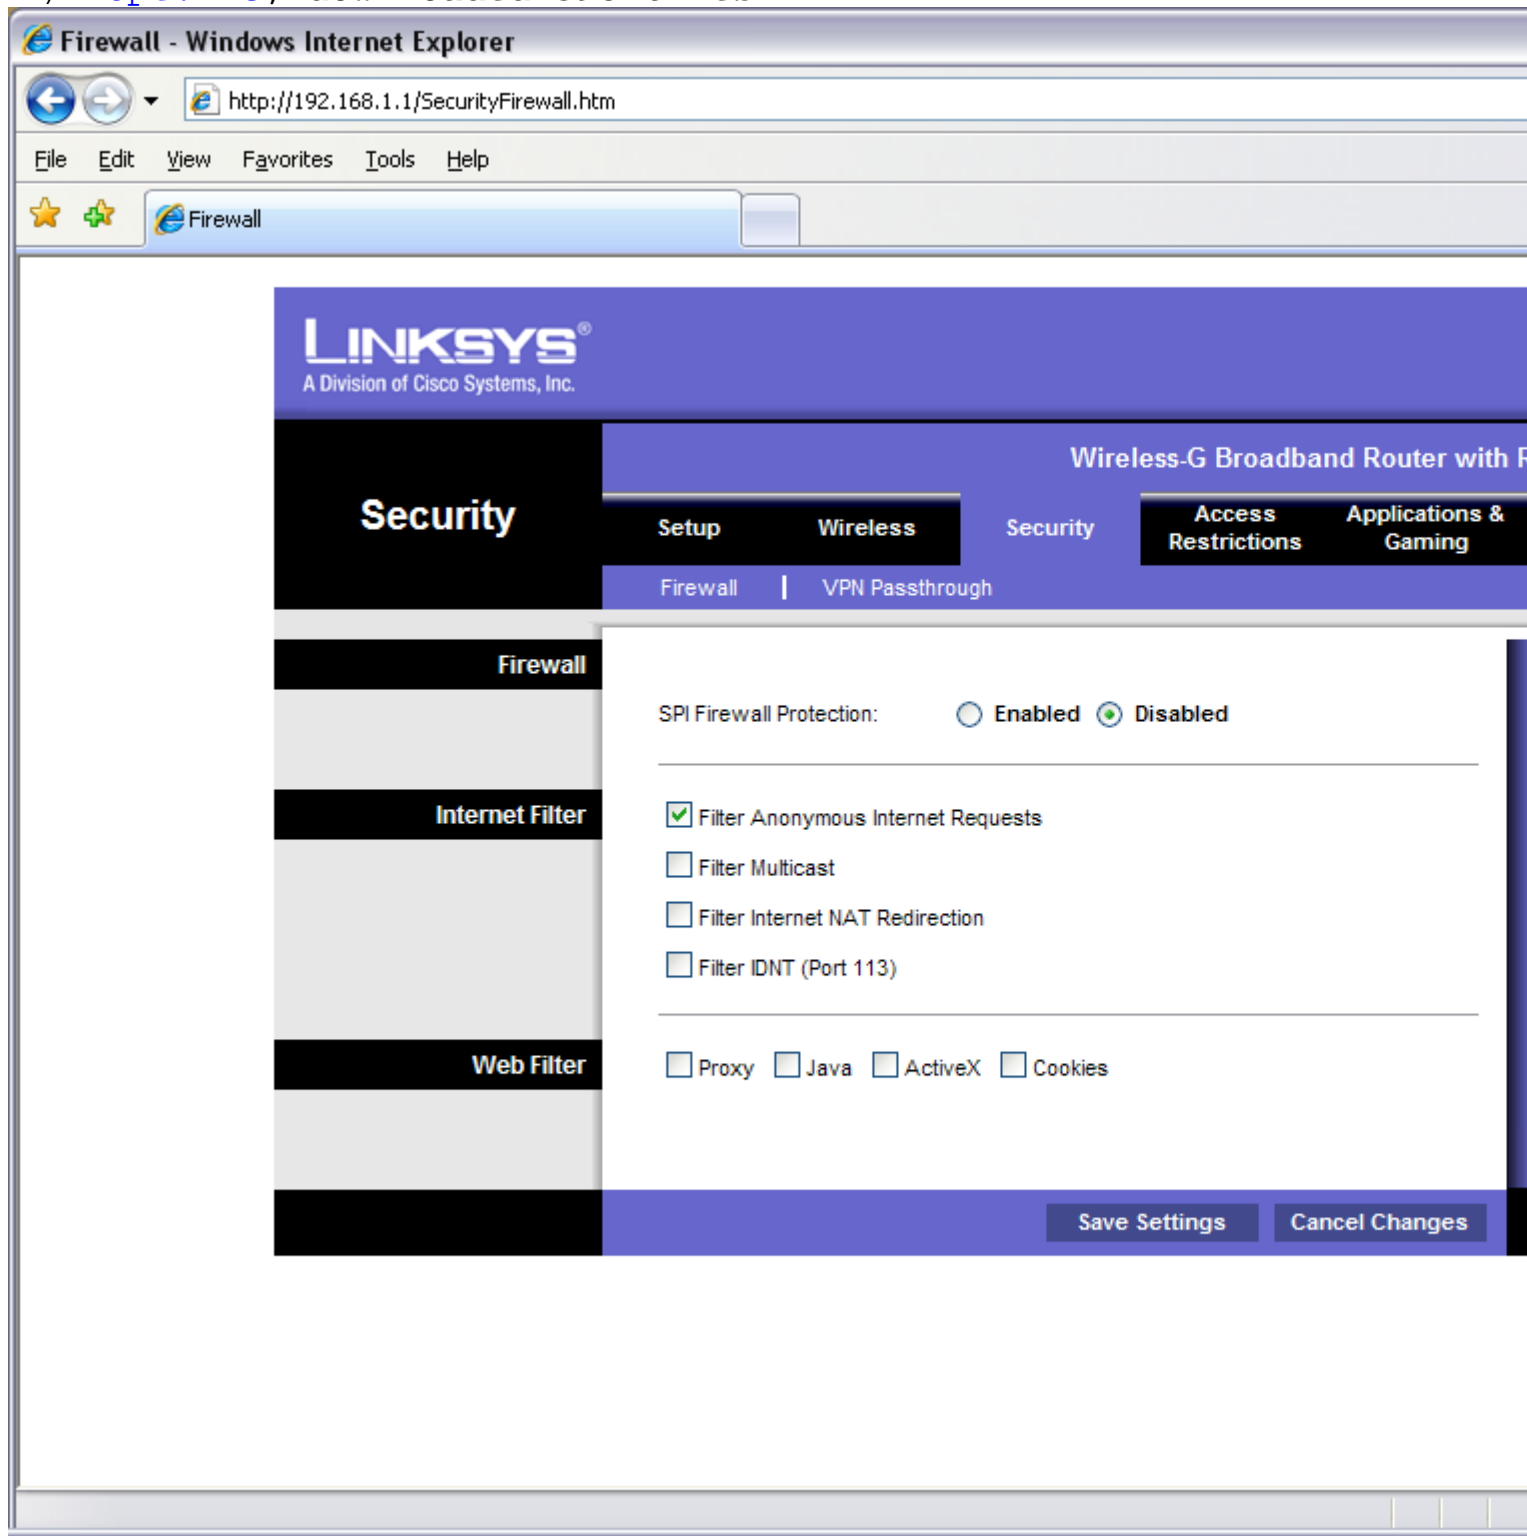 Firewall - Windows Internet Explorer
http://192.168.1.1/SecurityFirewall.htm
File Edit View Favorites Tools Help
Firewall
LINKSYS®
A Division of Cisco Systems, Inc.
Wireless-G Broadband Router with
Security
Setup Wireless Security Access Restrictions Applications & Gaming
Firewall | VPN Passthrough
Firewall
SPI Firewall Protection: Enabled Disabled
Internet Filter
Filter Anonymous Internet Requests
Filter Multicast
Filter Internet NAT Redirection
Filter IDNT (Port 113)
Web Filter
Proxy Java ActiveX Cookies
Save Settings Cancel Changes